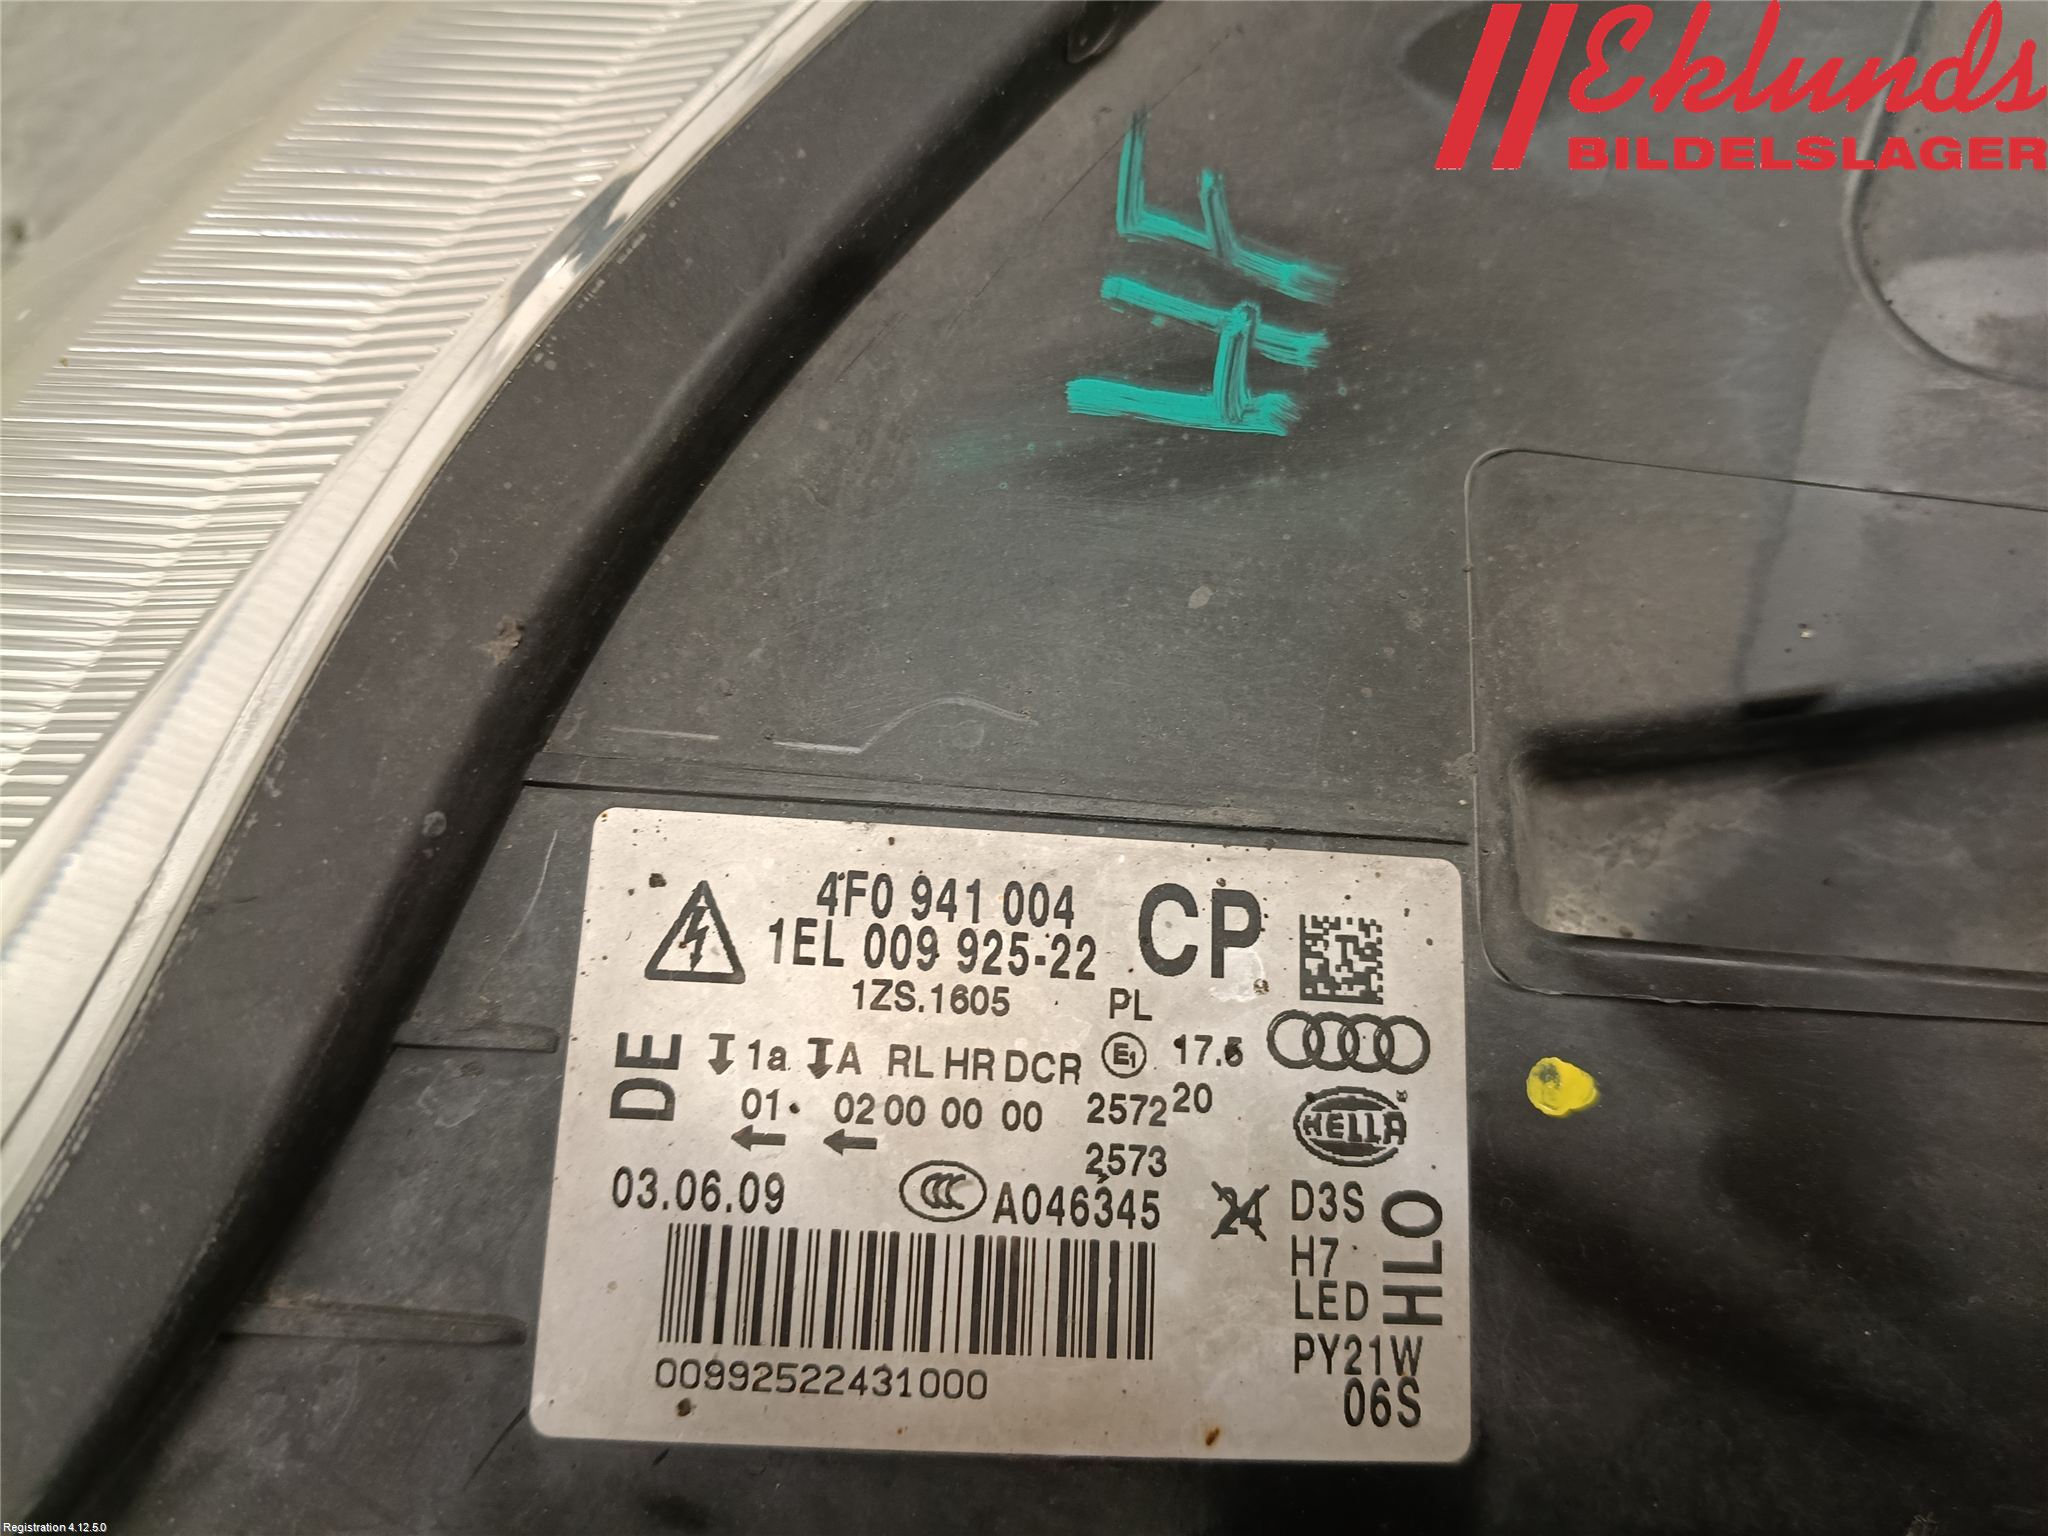 Eklunds
BILDELSLAGER
HF
4F0 941 004
1EL 009 925-22
CP
1ZS.1605
PL
DE
1a A RL HR DCR E1 17.5
01 02 00 00 00 2572 20
2573
HELLA
03.06.09
CCC A046345
24
D3S
H7
LED
PY21W
06S
HLO
00992522431000
Registration 4.12.5.0